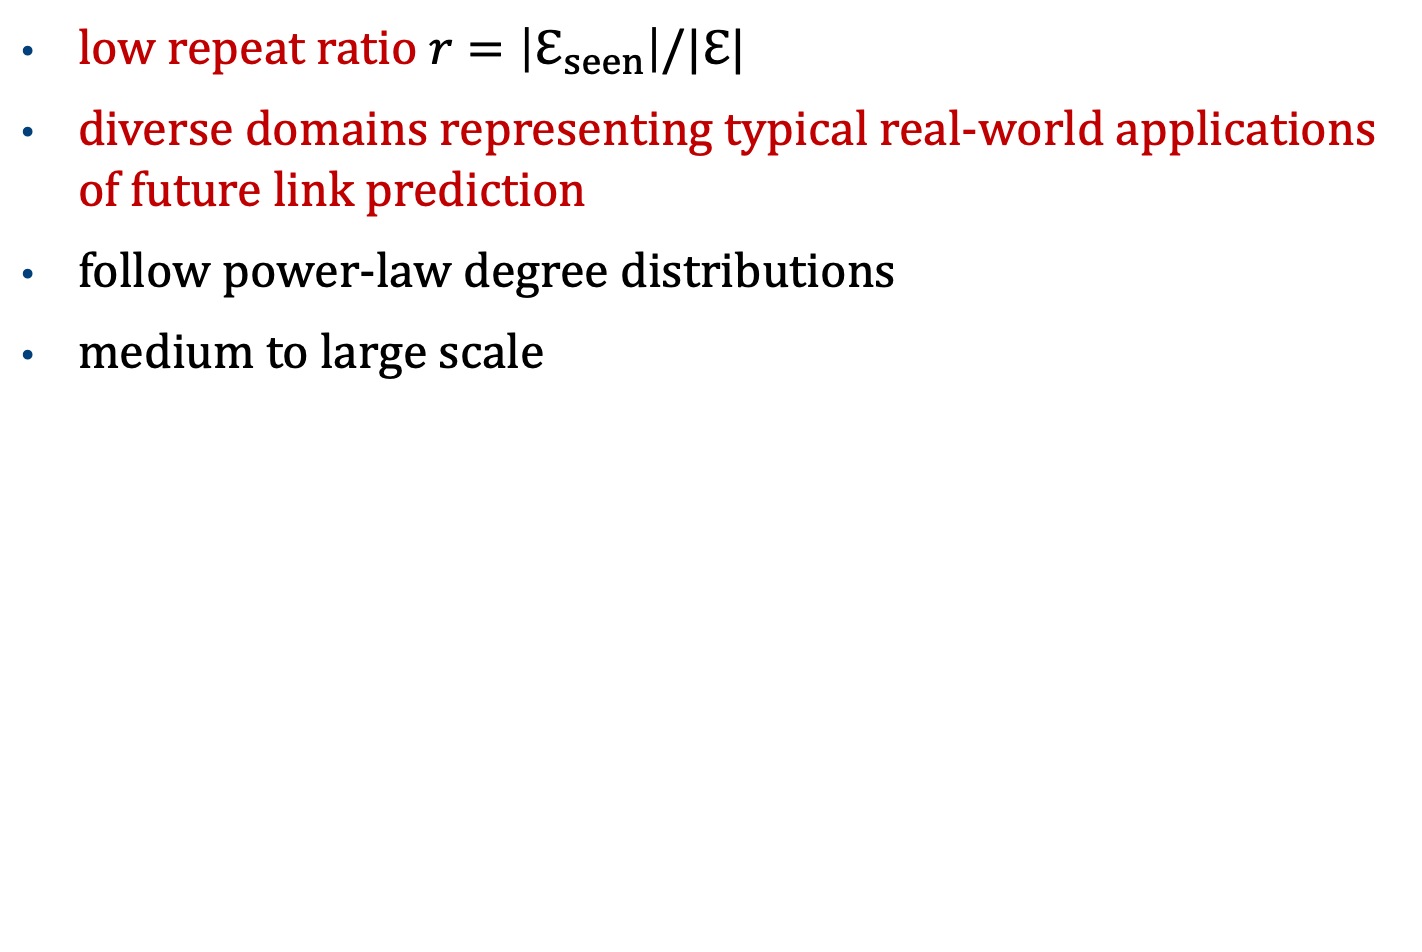 • low repeat ratio r = |Ɛseen|/|Ɛ|
• diverse domains representing typical real-world applications
of future link prediction
• follow power-law degree distributions
• medium to large scale